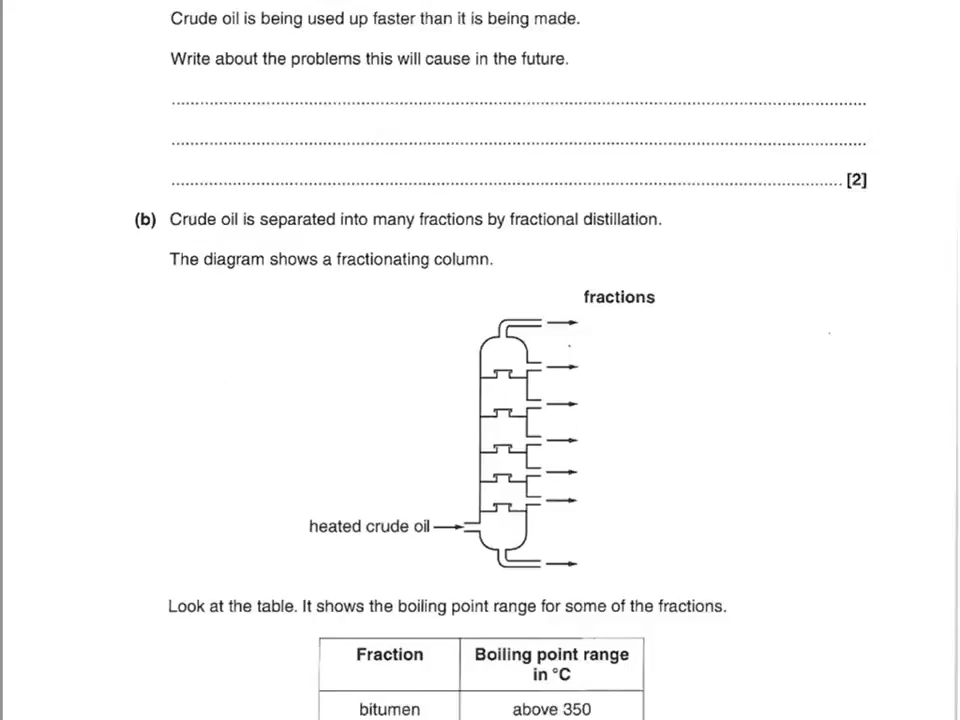 Crude oil is being used up faster than it is being made.
Write about the problems this will cause in the future.
[2]
(b) Crude oil is separated into many fractions by fractional distillation.
The diagram shows a fractionating column.
fractions
heated crude oil
Look at the table. It shows the boiling point range for some of the fractions.
Fraction Boiling point range
in °C
bitumen above 350